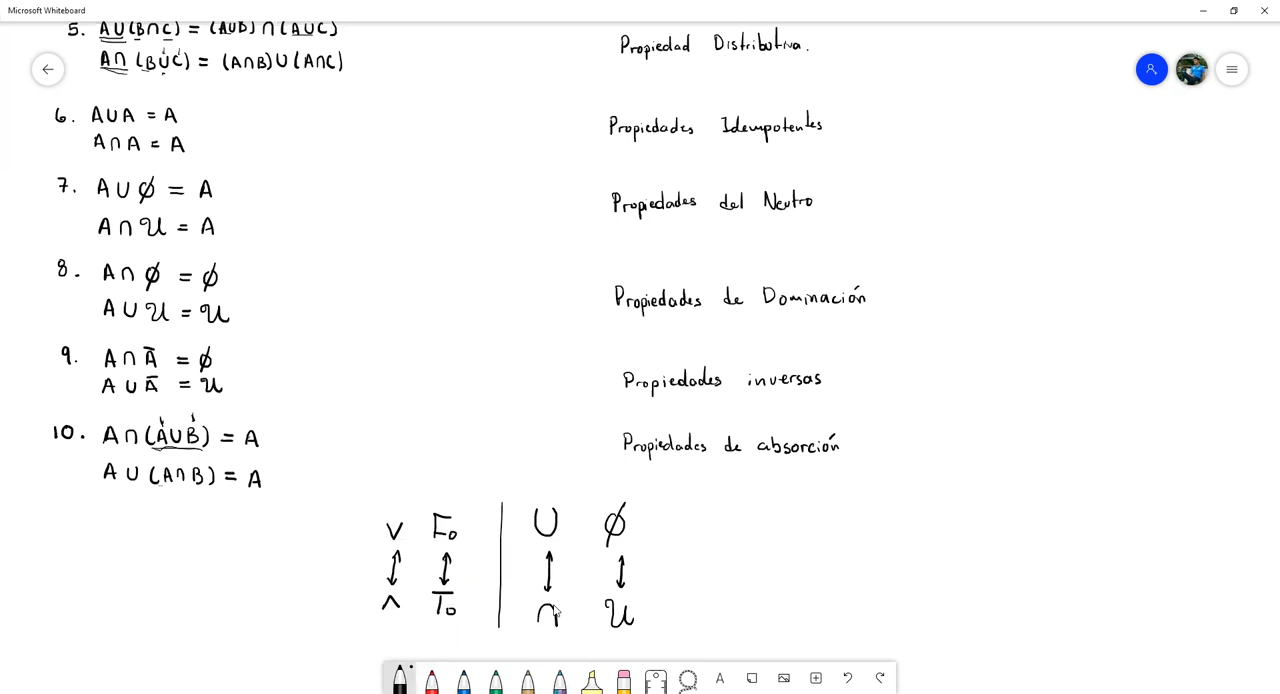 Microsoft Whiteboard
5. A∪(B∩C) = (A∪B)∩(A∪C)
Propiedad Distributiva.
A∩(B∪C) = (A∩B)∪(A∩C)
6. A∪A = A
Propiedades Idempotentes
A∩A = A
7. A∪∅ = A
Propiedades del Neutro
A∩𝒰 = A
8. A∩∅ = ∅
Propiedades de Dominación
A∪𝒰 = 𝒰
9. A∩Ā = ∅
Propiedades inversas
A∪Ā = 𝒰
10. A∩(A∪B) = A
Propiedades de absorción
A∪(A∩B) = A
∨ F₀ | ∪ ∅
↕ ↕ ↕ ↕
∧ T₀ ∩ 𝒰